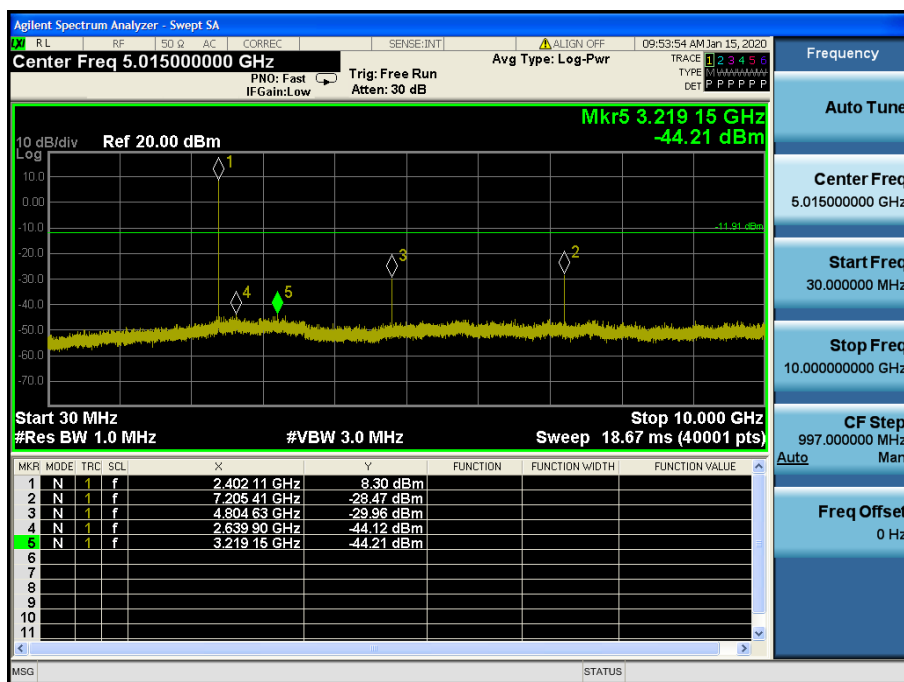 Agilent Spectrum Analyzer - Swept SA
LXI RL RF 50 Ω AC CORREC SENSE:INT ALIGN OFF 09:53:54 AM Jan 15, 2020
Center Freq 5.015000000 GHz Avg Type: Log-Pwr TRACE 1 2 3 4 5 6
PNO: Fast Trig: Free Run TYPE M WWWWW
IFGain:Low Atten: 30 dB DET P P P P P P
Mkr5 3.219 15 GHz
-44.21 dBm
10 dB/div Ref 20.00 dBm
Log
1
10.0
0.00
-10.0
-11.91 dBm
-20.0
3 2
-30.0
4 5
-40.0
-50.0
-60.0
-70.0
Start 30 MHz Stop 10.000 GHz
#Res BW 1.0 MHz #VBW 3.0 MHz Sweep 18.67 ms (40001 pts)
MKR MODE TRC SCL X Y FUNCTION FUNCTION WIDTH FUNCTION VALUE
1 N 1 f 2.402 11 GHz 8.30 dBm
2 N 1 f 7.205 41 GHz -28.47 dBm
3 N 1 f 4.804 63 GHz -29.96 dBm
4 N 1 f 2.639 90 GHz -44.12 dBm
5 N 1 f 3.219 15 GHz -44.21 dBm
6
7
8
9
10
11
MSG STATUS
Frequency
Auto Tune
Center Freq
5.015000000 GHz
Start Freq
30.000000 MHz
Stop Freq
10.000000000 GHz
CF Step
997.000000 MHz
Auto Man
Freq Offset
0 Hz